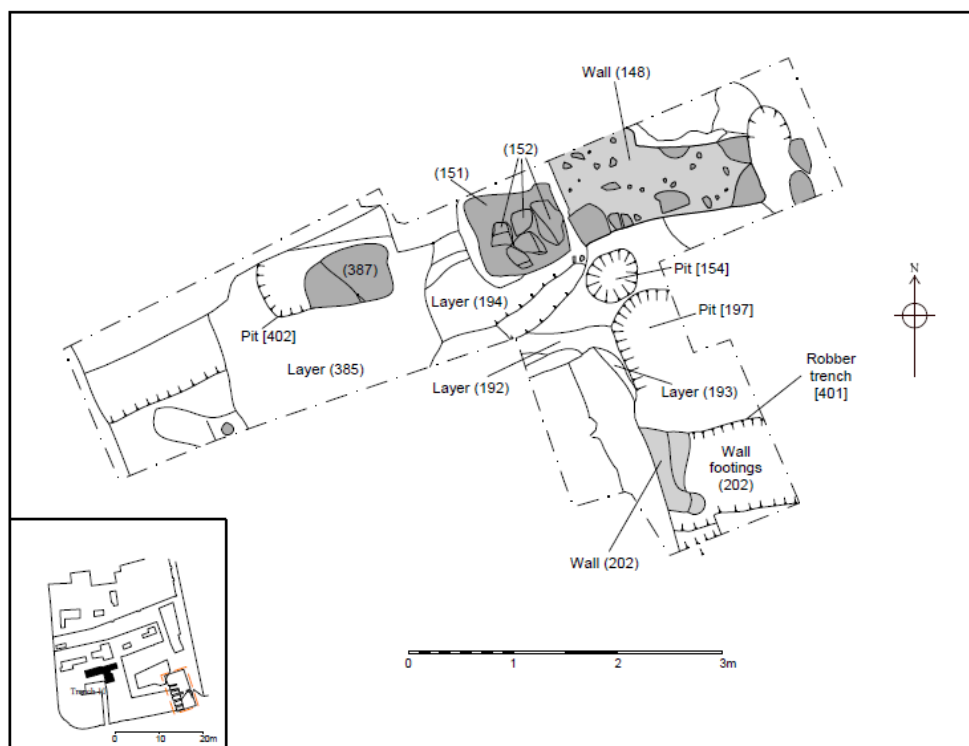 Wall (148)
(152)
(151)
N
(387)
Pit [154]
Layer (194)
Pit [197]
Pit [402]
Layer (385)
Robber
trench
[401]
Layer (192)
Layer (193)
Wall
footings
(202)
Wall (202)
0 1 2 3m
0 10 20m